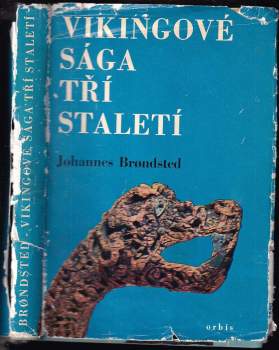 VIKINGOVÉ
SÁGA
TŘÍ
STALETÍ
Johannes Brøndsted
orbis
BRØNDSTED · VIKINGOVÉ, SÁGA TŘÍ STALETÍ